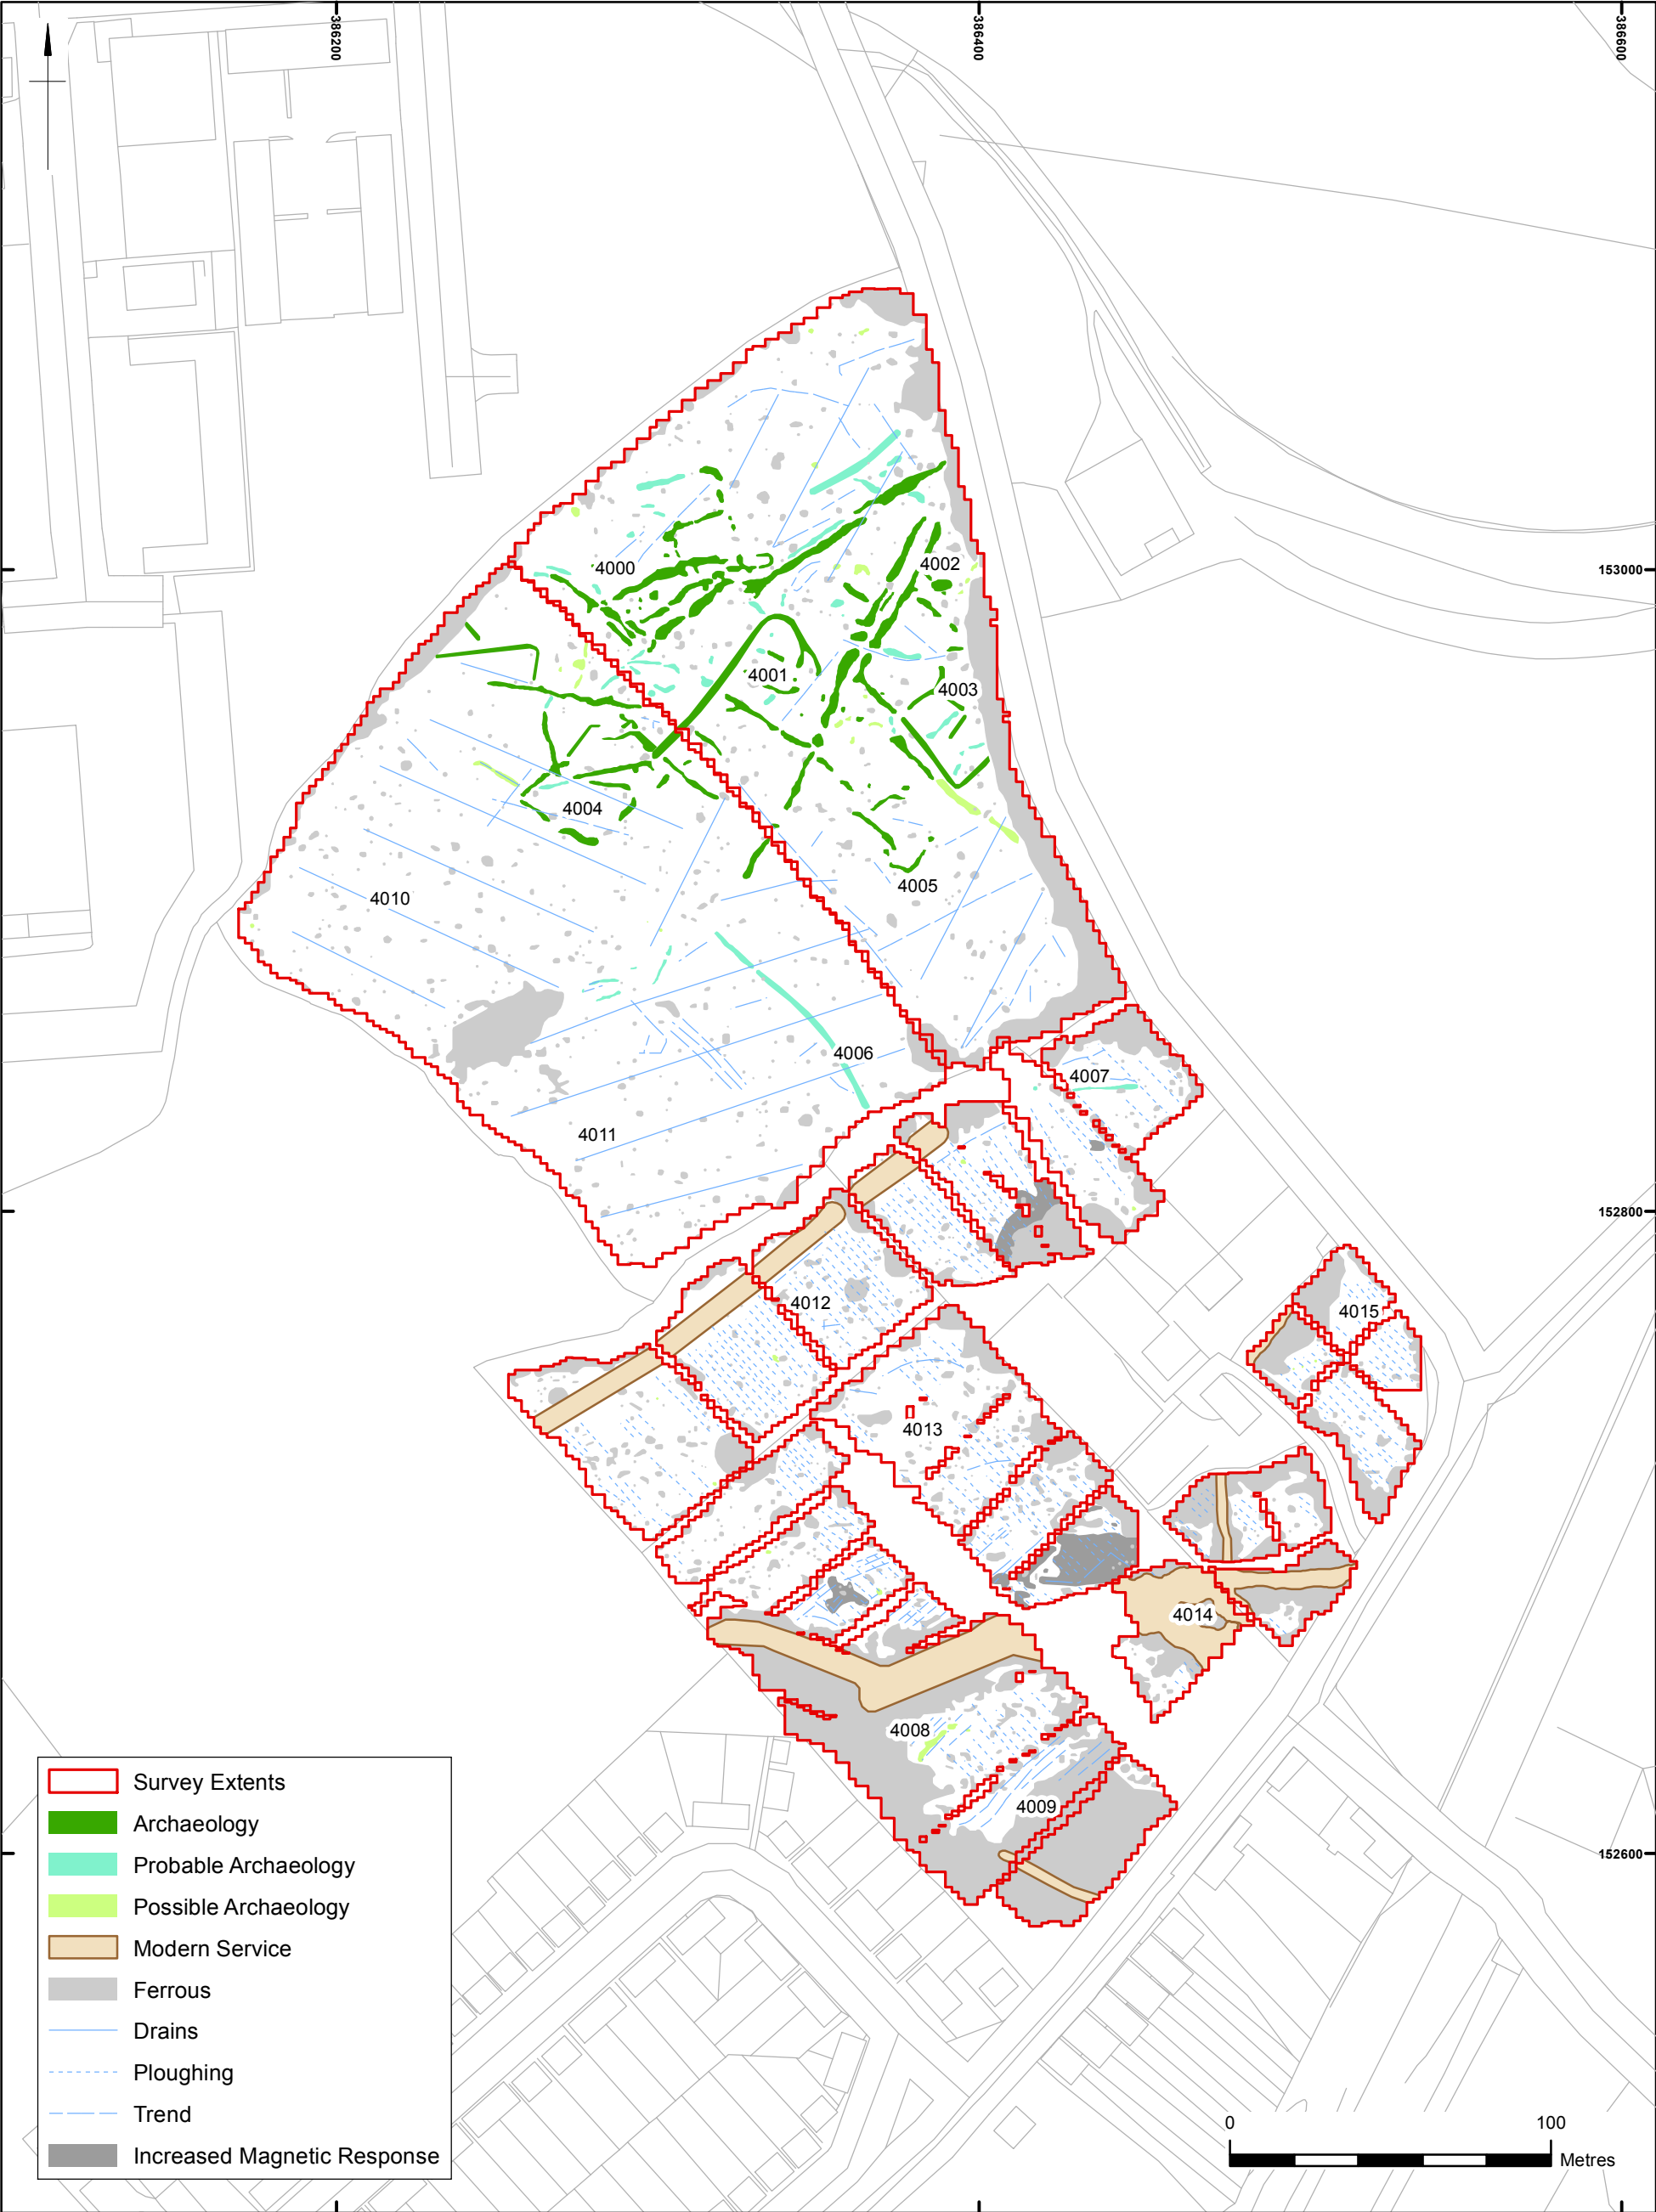 386200
386400
386600
4000
4002
153000
4001
4003
4004
4005
4010
4006
4007
4011
152800
4012
4015
4013
4014
4008
4009
152600
Survey Extents
Archaeology
Probable Archaeology
Possible Archaeology
Modern Service
Ferrous
Drains
Ploughing
Trend
Increased Magnetic Response
0 100
Metres